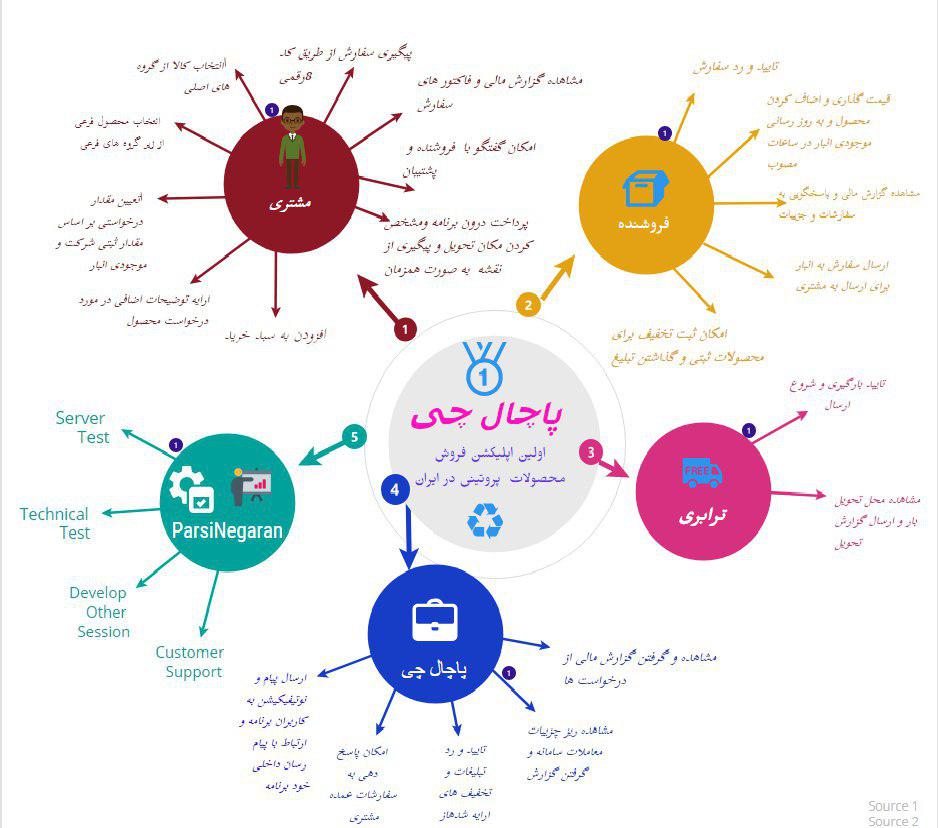 پاچال چی
اولین اپلیکشن فروش
محصولات پروتینی در ایران
1
1
1
مشتری
انتخاب کالا از گروه
های اصلی
پیگیری سفارش از طریق کد
8رقمی
مشاهده گزارش مالی و فاکتور های
سفارش
امکان گفتگو با فروشنده و
پشتیبان
پرداخت درون برنامه ومشخص
کردن مکان تحویل و پیگیری از
نقشه به صورت همزمان
افزودن به سبد خرید
ارایه توضیحات اضافی در مورد
درخواست محصول
تعیین مقدار
درخواستی بر اساس
مقدار ثبتی شرکت و
موجودی انبار
انتخاب محصول فرعی
از زیر گروه های فرعی
2
1
فروشنده
تایید و رد سفارش
قیمت گذاری و اضاف کردن
محصول و به روز رسانی
موجودی انبار در ساعات
مصوب
مشاهده گزارش مالی و پاسخگویی به
سفارشات و جزییات
ارسال سفارش به انبار
برای ارسال به مشتری
امکان ثبت تخفیف برای
محصولات ثبتی و گذاشتن تبلیغ
3
1
FREE
ترابری
تایید بارگیری و شروع
ارسال
مشاهده محل تحویل
بار و ارسال گزارش
تحویل
4
1
پاچال چی
مشاهده و گرفتن گزارش مالی از
درخواست ها
مشاهده ریز جزییات
معاملات سامانه و
گرفتن گزارش
تایید و رد
تبلیغات و
تخفیف های
ارایه شدهاز
امکان پاسخ
دهی به
سفارشات عمده
مشتری
ارسال پیام و
نوتیفیکیشن به
کاربران برنامه و
ارتباط با پیام
رسان داخلی
خود برنامه
5
1
ParsiNegaran
Server
Test
Technical
Test
Develop
Other
Session
Customer
Support
Source 1
Source 2